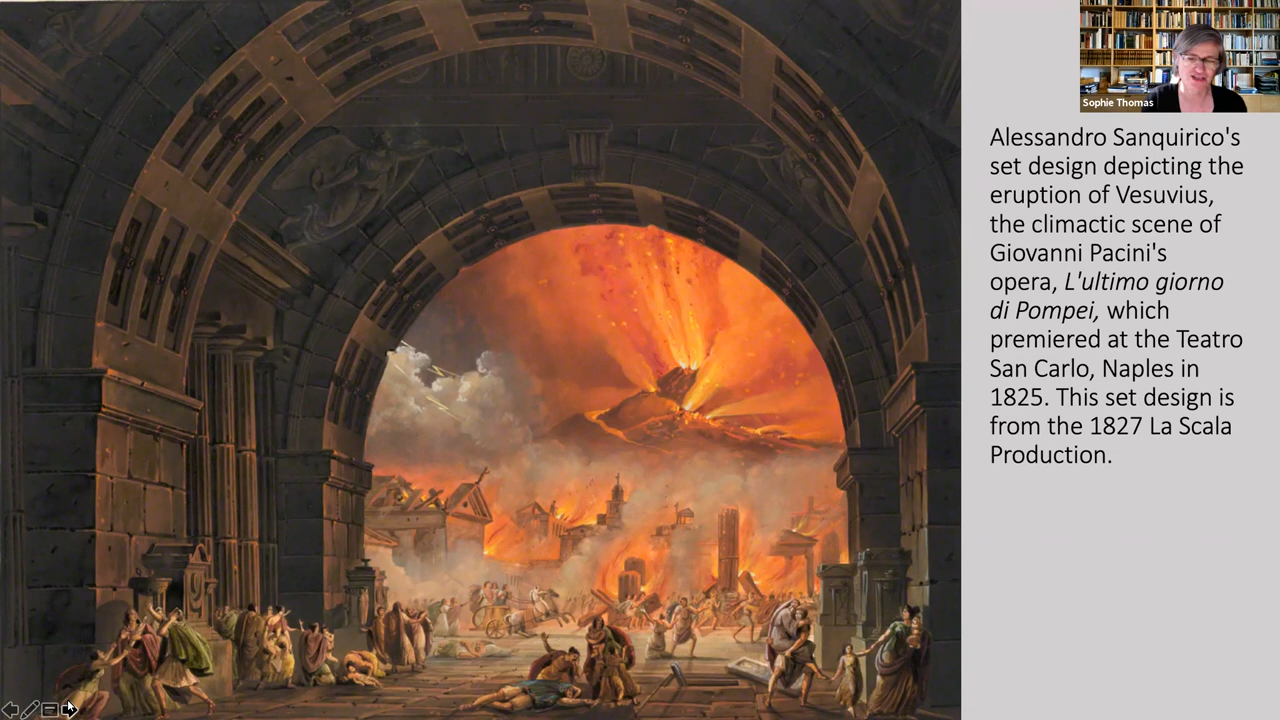 Sophie Thomas
Alessandro Sanquirico's
set design depicting the
eruption of Vesuvius,
the climactic scene of
Giovanni Pacini's
opera, L'ultimo giorno
di Pompei, which
premiered at the Teatro
San Carlo, Naples in
1825. This set design is
from the 1827 La Scala
Production.